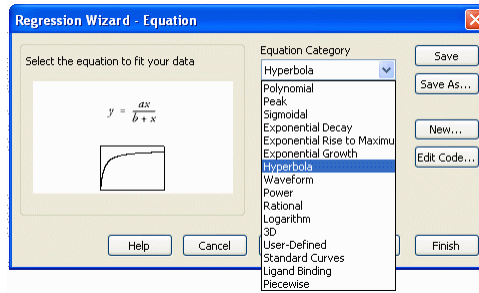 Regression Wizard - Equation
Select the equation to fit your data
y = ax / b + x
Equation Category
Hyperbola
Polynomial
Peak
Sigmoidal
Exponential Decay
Exponential Rise to Maximu
Exponential Growth
Hyperbola
Waveform
Power
Rational
Logarithm
3D
User-Defined
Standard Curves
Ligand Binding
Piecewise
Save
Save As...
New...
Edit Code...
Help
Cancel
Finish